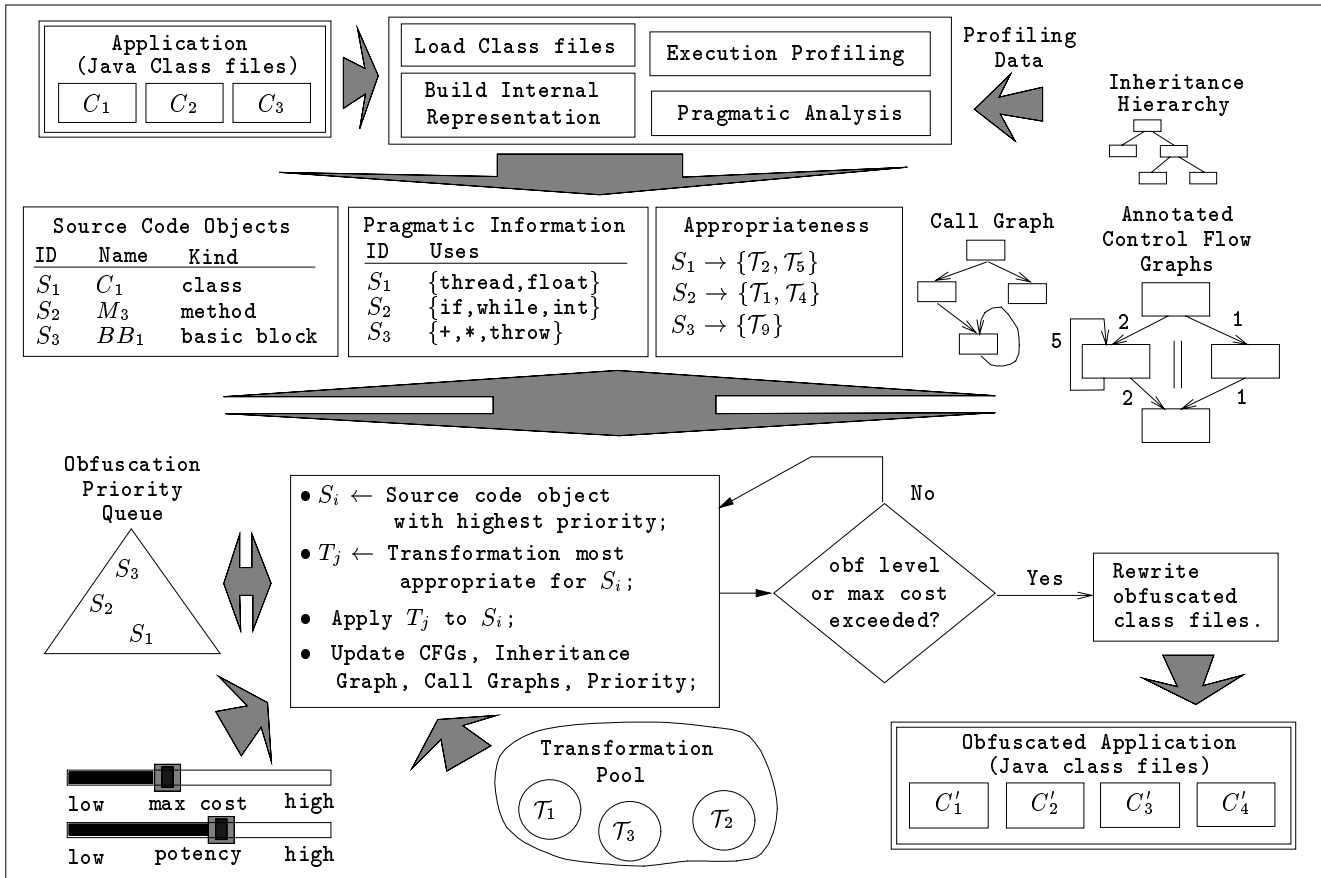 Application
(Java Class files)
C₁ C₂ C₃
Load Class files
Build Internal
Representation
Execution Profiling
Pragmatic Analysis
Profiling
Data
Inheritance
Hierarchy
Source Code Objects
ID Name Kind
S₁ C₁ class
S₂ M₃ method
S₃ BB₁ basic block
Pragmatic Information
ID Uses
S₁ {thread,float}
S₂ {if,while,int}
S₃ {+,*,throw}
Appropriateness
S₁ → {𝒯₂, 𝒯₅}
S₂ → {𝒯₁, 𝒯₄}
S₃ → {𝒯₉}
Call Graph
Annotated
Control Flow
Graphs
2 1
5
2 1
Obfuscation
Priority
Queue
S₃
S₂
S₁
• Sᵢ ← Source code object
with highest priority;
• Tⱼ ← Transformation most
appropriate for Sᵢ;
• Apply Tⱼ to Sᵢ;
• Update CFGs, Inheritance
Graph, Call Graphs, Priority;
No
obf level
or max cost
exceeded?
Yes
Rewrite
obfuscated
class files.
low max cost high
low potency high
Transformation
Pool
𝒯₁ 𝒯₃ 𝒯₂
Obfuscated Application
(Java class files)
C′₁ C′₂ C′₃ C′₄